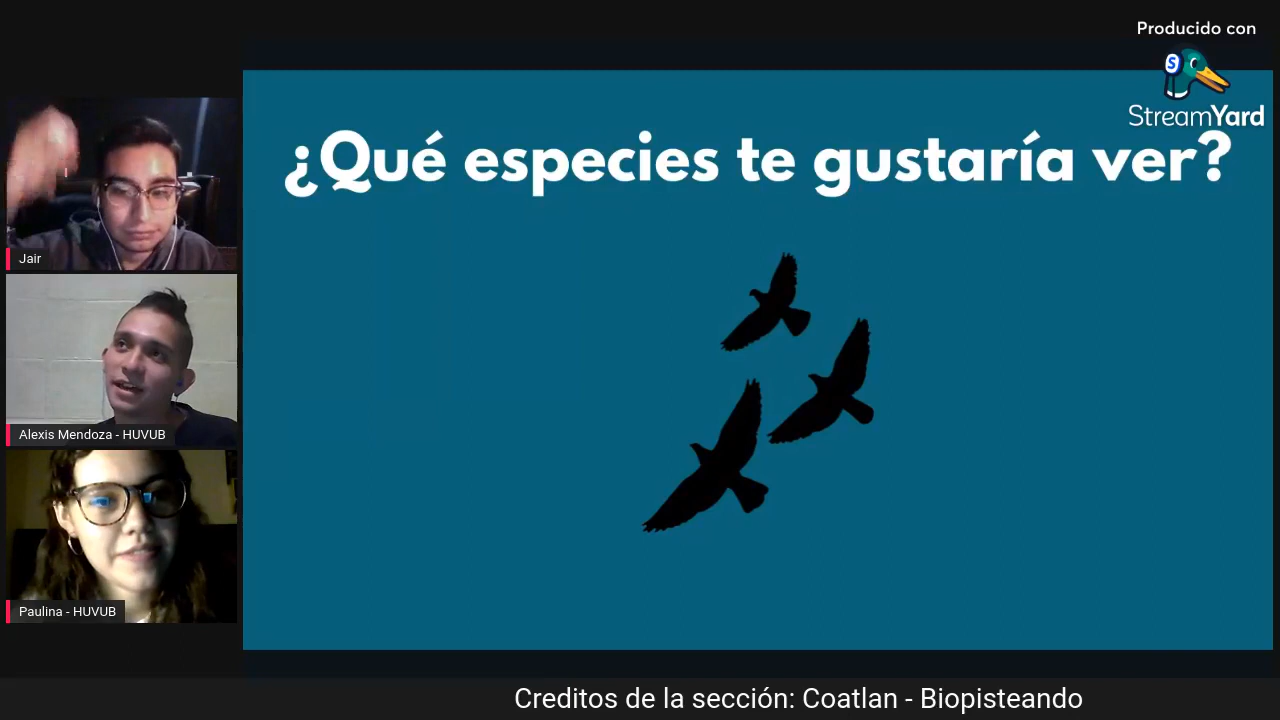 Producido con
S
StreamYard
¿Qué especies te gustaría ver?
Jair
Alexis Mendoza - HUVUB
Paulina - HUVUB
Creditos de la sección: Coatlan - Biopisteando